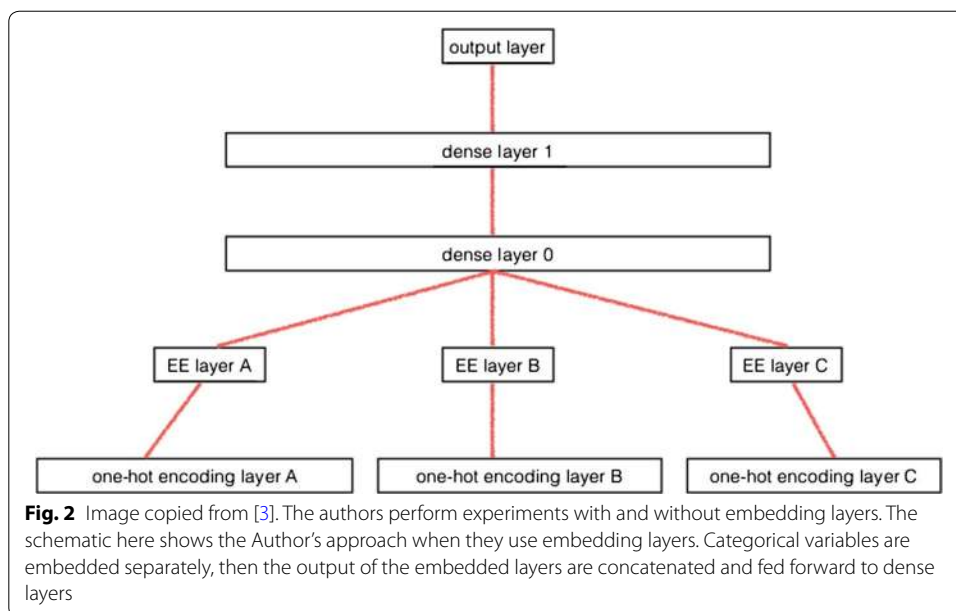 output layer
dense layer 1
dense layer 0
EE layer A
EE layer B
EE layer C
one-hot encoding layer A
one-hot encoding layer B
one-hot encoding layer C
Fig. 2 Image copied from [3]. The authors perform experiments with and without embedding layers. The
schematic here shows the Author's approach when they use embedding layers. Categorical variables are
embedded separately, then the output of the embedded layers are concatenated and fed forward to dense
layers